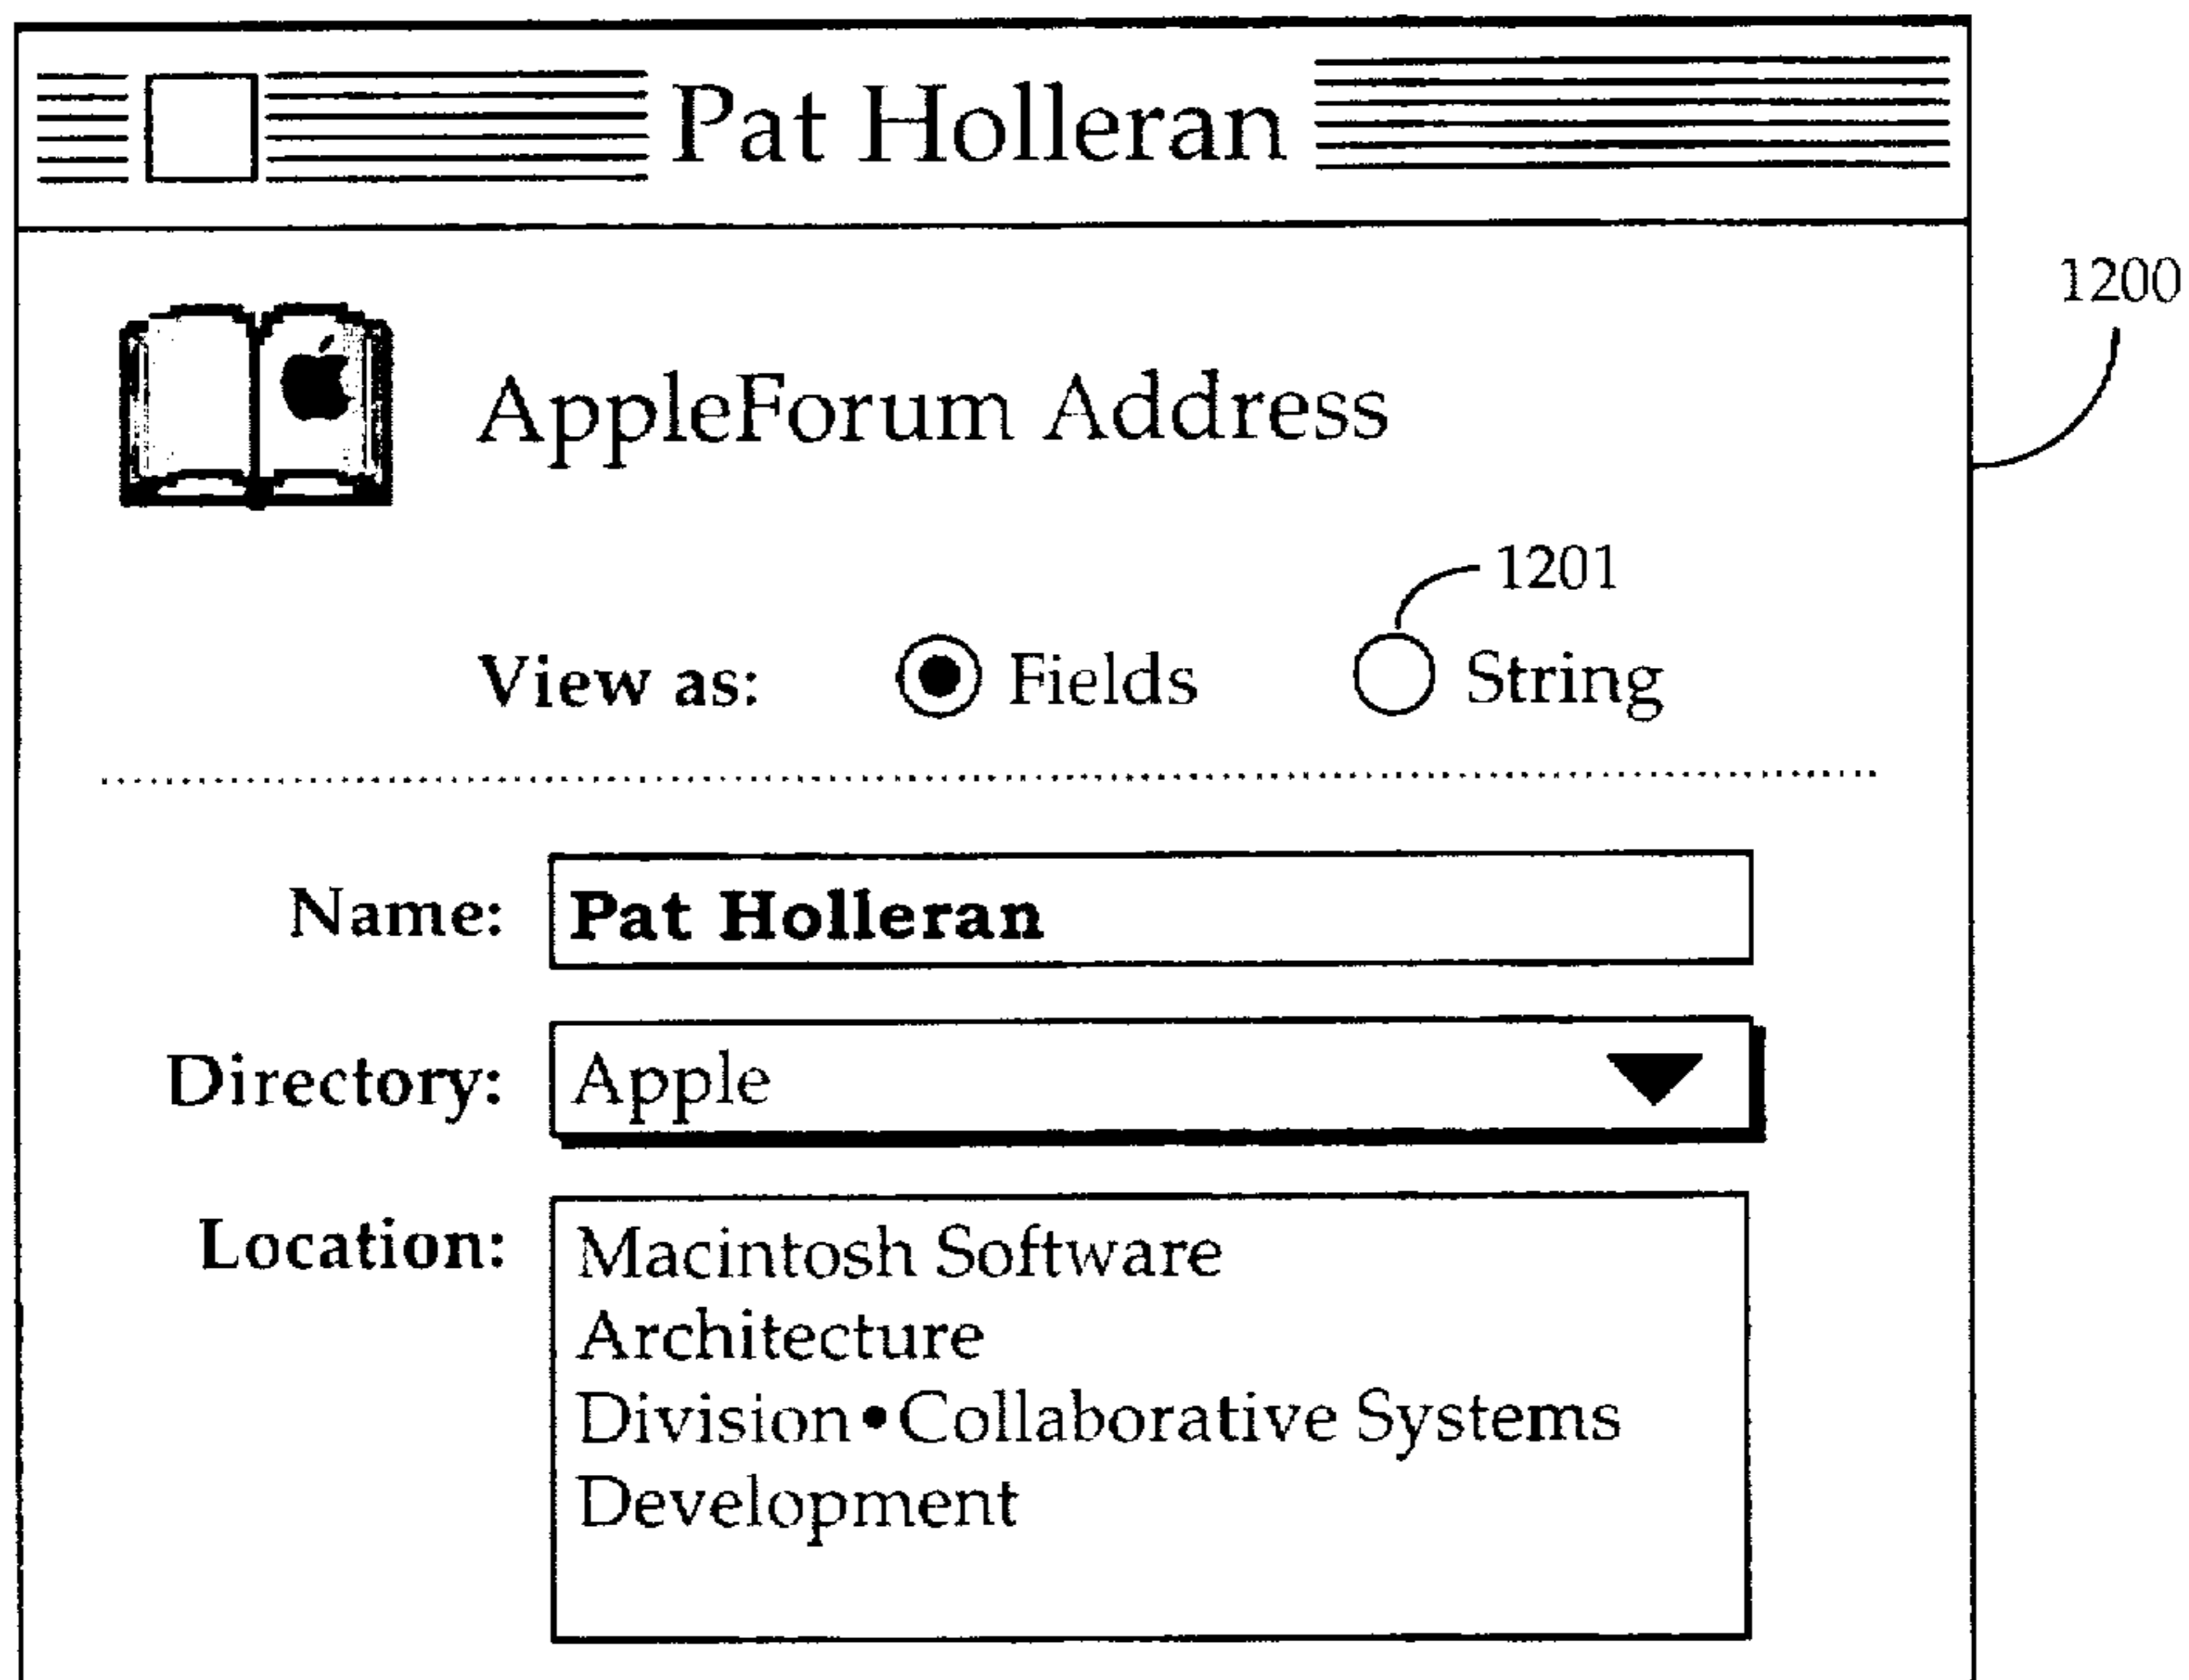 Pat Holleran
1200
AppleForum Address
1201
View as: Fields String
Name: Pat Holleran
Directory: Apple
Location: Macintosh Software
Architecture
Division•Collaborative Systems
Development